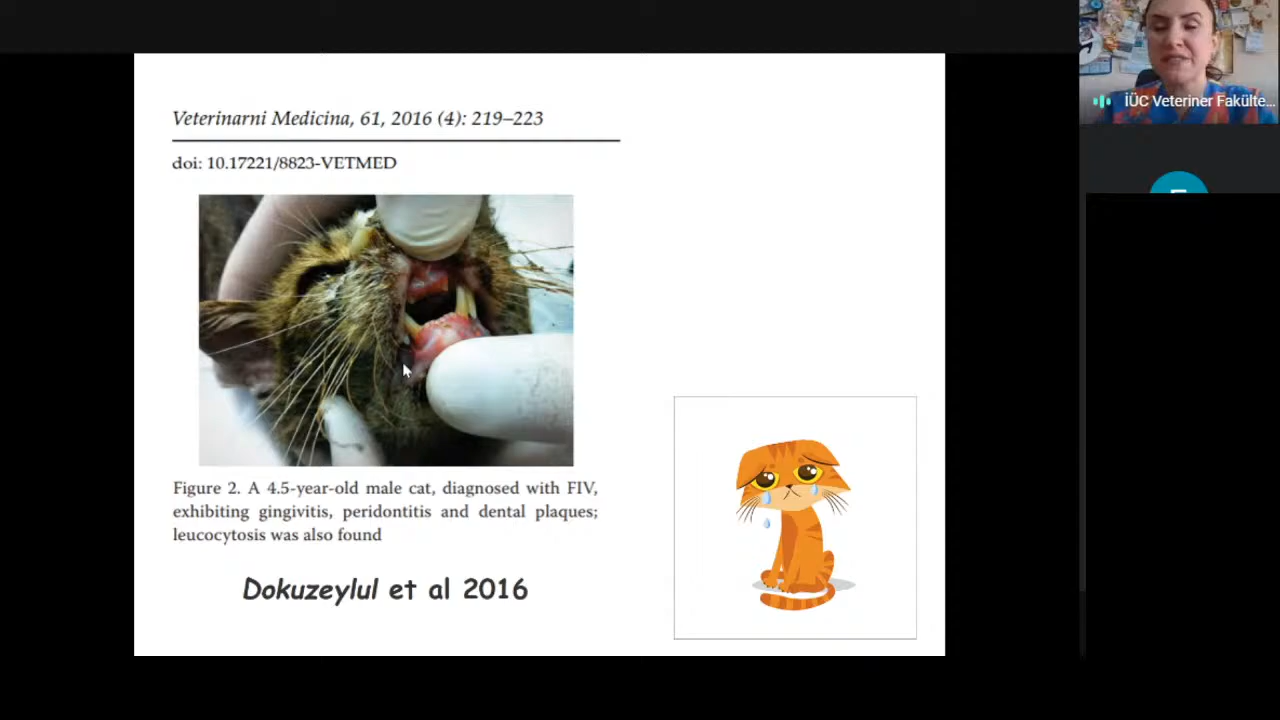 Veterinarni Medicina, 61, 2016 (4): 219–223
doi: 10.17221/8823-VETMED
Figure 2. A 4.5-year-old male cat, diagnosed with FIV,
exhibiting gingivitis, peridontitis and dental plaques;
leucocytosis was also found
Dokuzeylul et al 2016
İÜC Veteriner Fakülte...